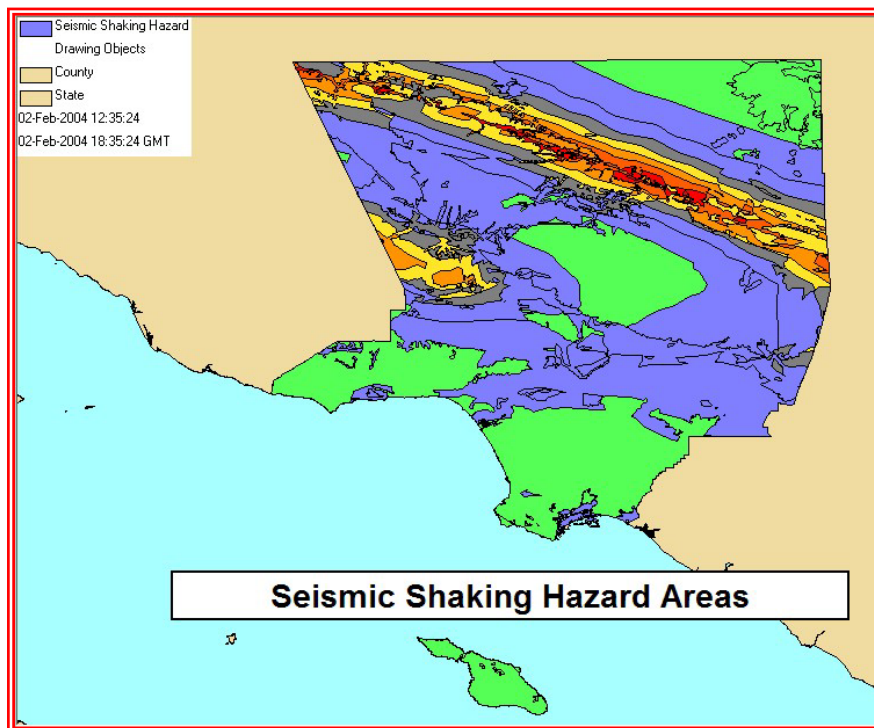 Seismic Shaking Hazard
Drawing Objects
County
State
02-Feb-2004 12:35:24
02-Feb-2004 18:35:24 GMT
Seismic Shaking Hazard Areas